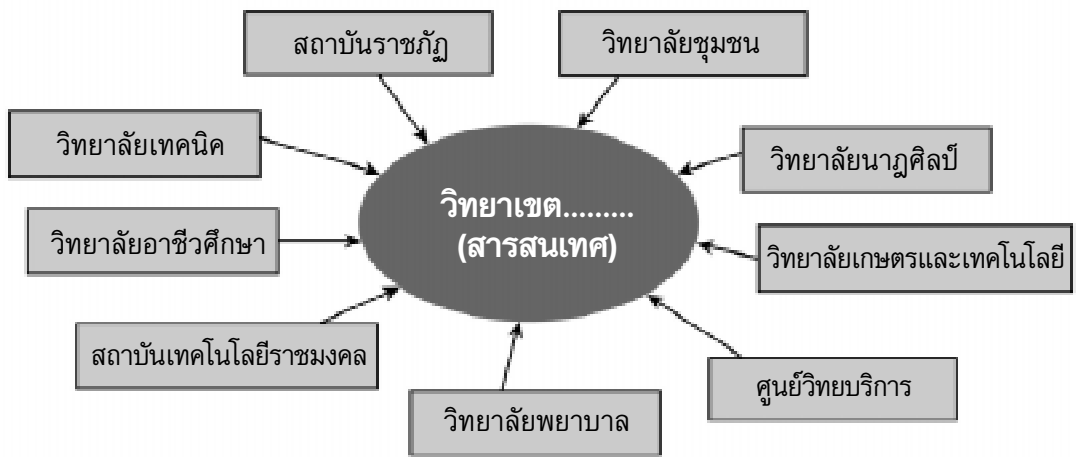 สถาบันราชภัฏ
วิทยาลัยชุมชน
วิทยาลัยเทคนิค
วิทยาลัยนาฏศิลป์
วิทยาเขต.........
(สารสนเทศ)
วิทยาลัยอาชีวศึกษา
วิทยาลัยเกษตรและเทคโนโลยี
สถาบันเทคโนโลยีราชมงคล
ศูนย์วิทยบริการ
วิทยาลัยพยาบาล